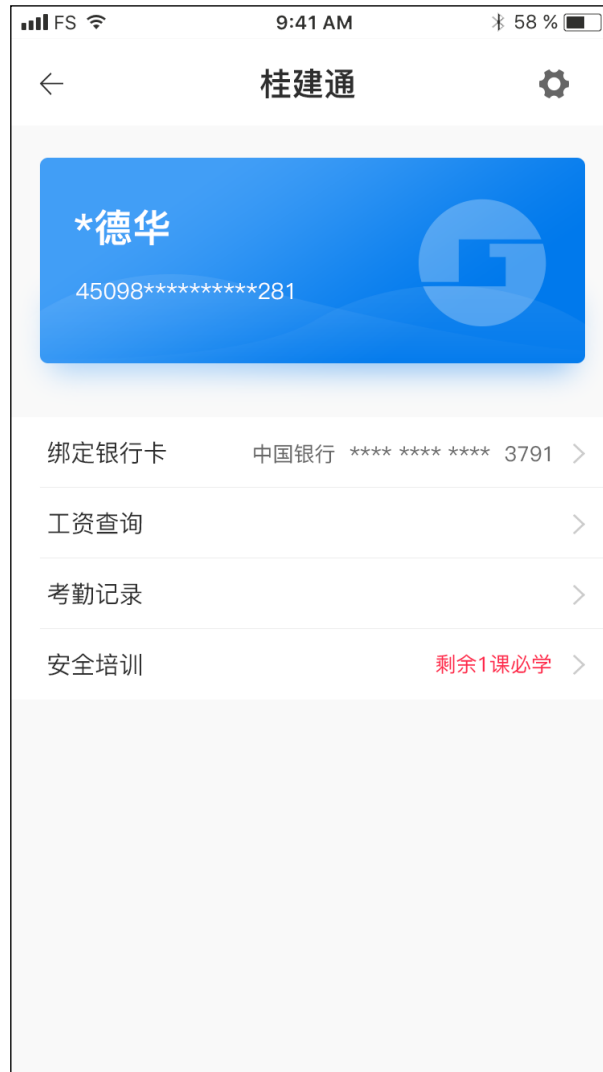 FS 9:41 AM 58 %
桂建通
*德华
45098**********281
绑定银行卡 中国银行 **** **** **** 3791
工资查询
考勤记录
安全培训 剩余1课必学